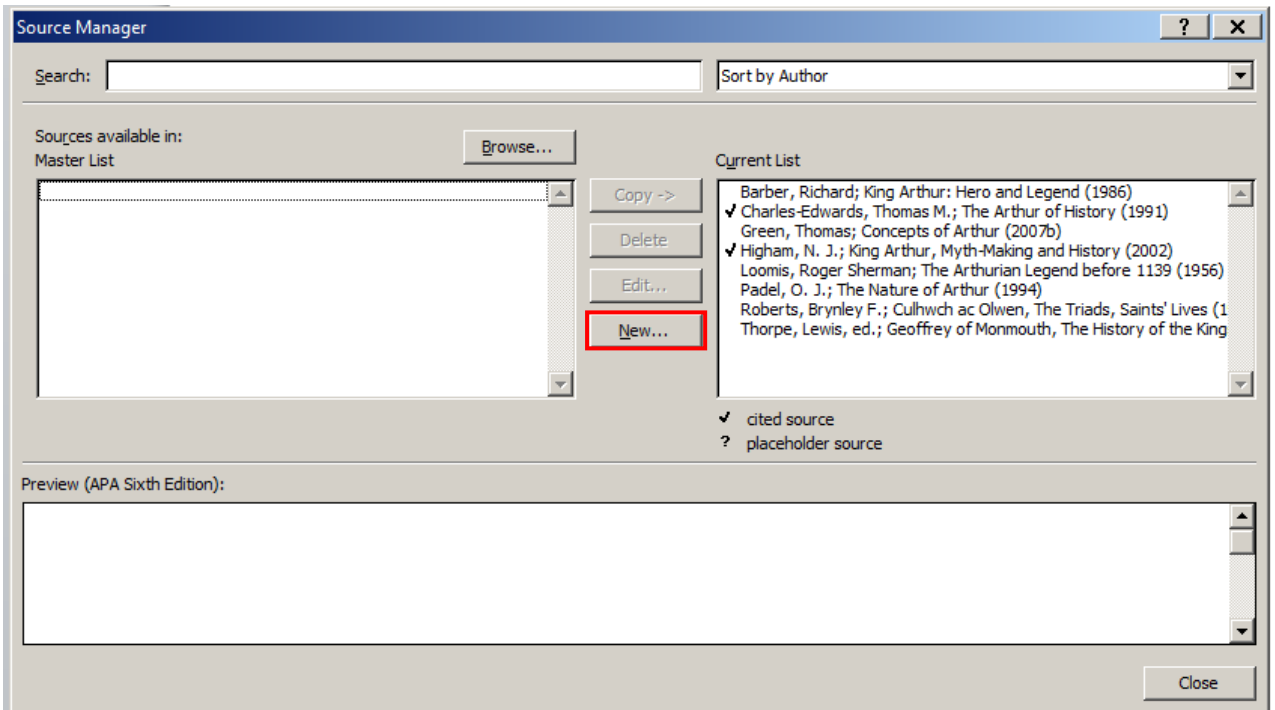 Source Manager
? X
Search:
Sort by Author
Sources available in:
Master List
Browse...
Current List
Copy ->
Delete
Edit...
New...
Barber, Richard; King Arthur: Hero and Legend (1986)
✓ Charles-Edwards, Thomas M.; The Arthur of History (1991)
Green, Thomas; Concepts of Arthur (2007b)
✓ Higham, N. J.; King Arthur, Myth-Making and History (2002)
Loomis, Roger Sherman; The Arthurian Legend before 1139 (1956)
Padel, O. J.; The Nature of Arthur (1994)
Roberts, Brynley F.; Culhwch ac Olwen, The Triads, Saints' Lives (1
Thorpe, Lewis, ed.; Geoffrey of Monmouth, The History of the King
✓ cited source
? placeholder source
Preview (APA Sixth Edition):
Close